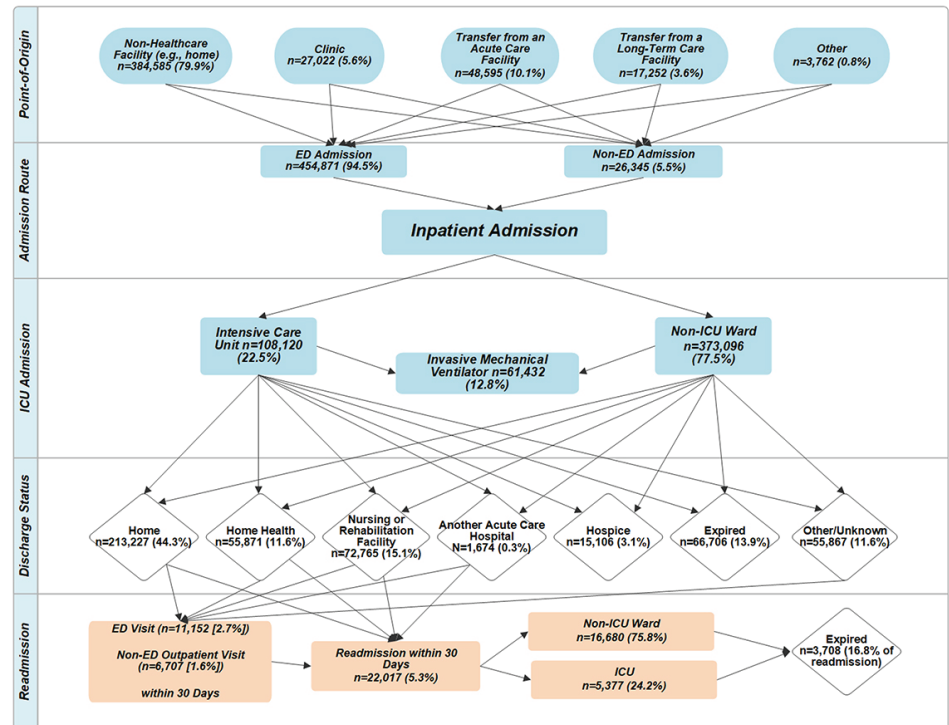 Point-of-Origin
Non-Healthcare
Facility (e.g., home)
n=384,585 (79.9%)
Clinic
n=27,022 (5.6%)
Transfer from an
Acute Care
Facility
n=48,595 (10.1%)
Transfer from a
Long-Term Care
Facility
n=17,252 (3.6%)
Other
n=3,762 (0.8%)
Admission Route
ED Admission
n=454,871 (94.5%)
Non-ED Admission
n=26,345 (5.5%)
Inpatient Admission
ICU Admission
Intensive Care
Unit n=108,120
(22.5%)
Invasive Mechanical
Ventilator n=61,432
(12.8%)
Non-ICU Ward
n=373,096
(77.5%)
Discharge Status
Home
n=213,227 (44.3%)
Home Health
n=55,871 (11.6%)
Nursing or
Rehabilitation
Facility
n=72,765 (15.1%)
Another Acute Care
Hospital
N=1,674 (0.3%)
Hospice
n=15,106 (3.1%)
Expired
n=66,706 (13.9%)
Other/Unknown
n=55,867 (11.6%)
Readmission
ED Visit (n=11,152 [2.7%])
Non-ED Outpatient Visit
(n=6,707 [1.6%])
within 30 Days
Readmission within 30
Days
n=22,017 (5.3%)
Non-ICU Ward
n=16,680 (75.8%)
ICU
n=5,377 (24.2%)
Expired
n=3,708 (16.8% of
readmission)